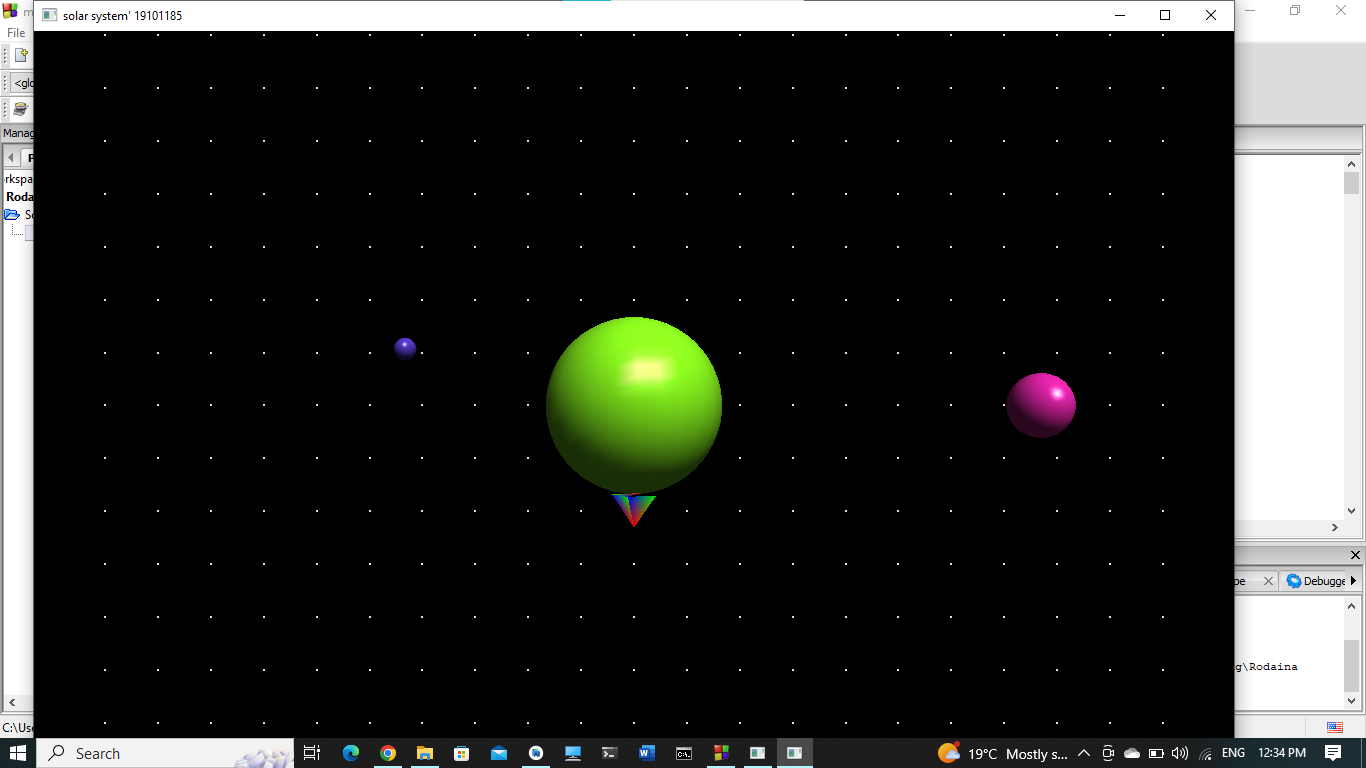 solar system' 19101185
File
<glo
Manag
P
rkspa
Roda
So
pe
Debugge
g\Rodaina
C:\Use
Search
19°C Mostly s...
ENG
12:34 PM